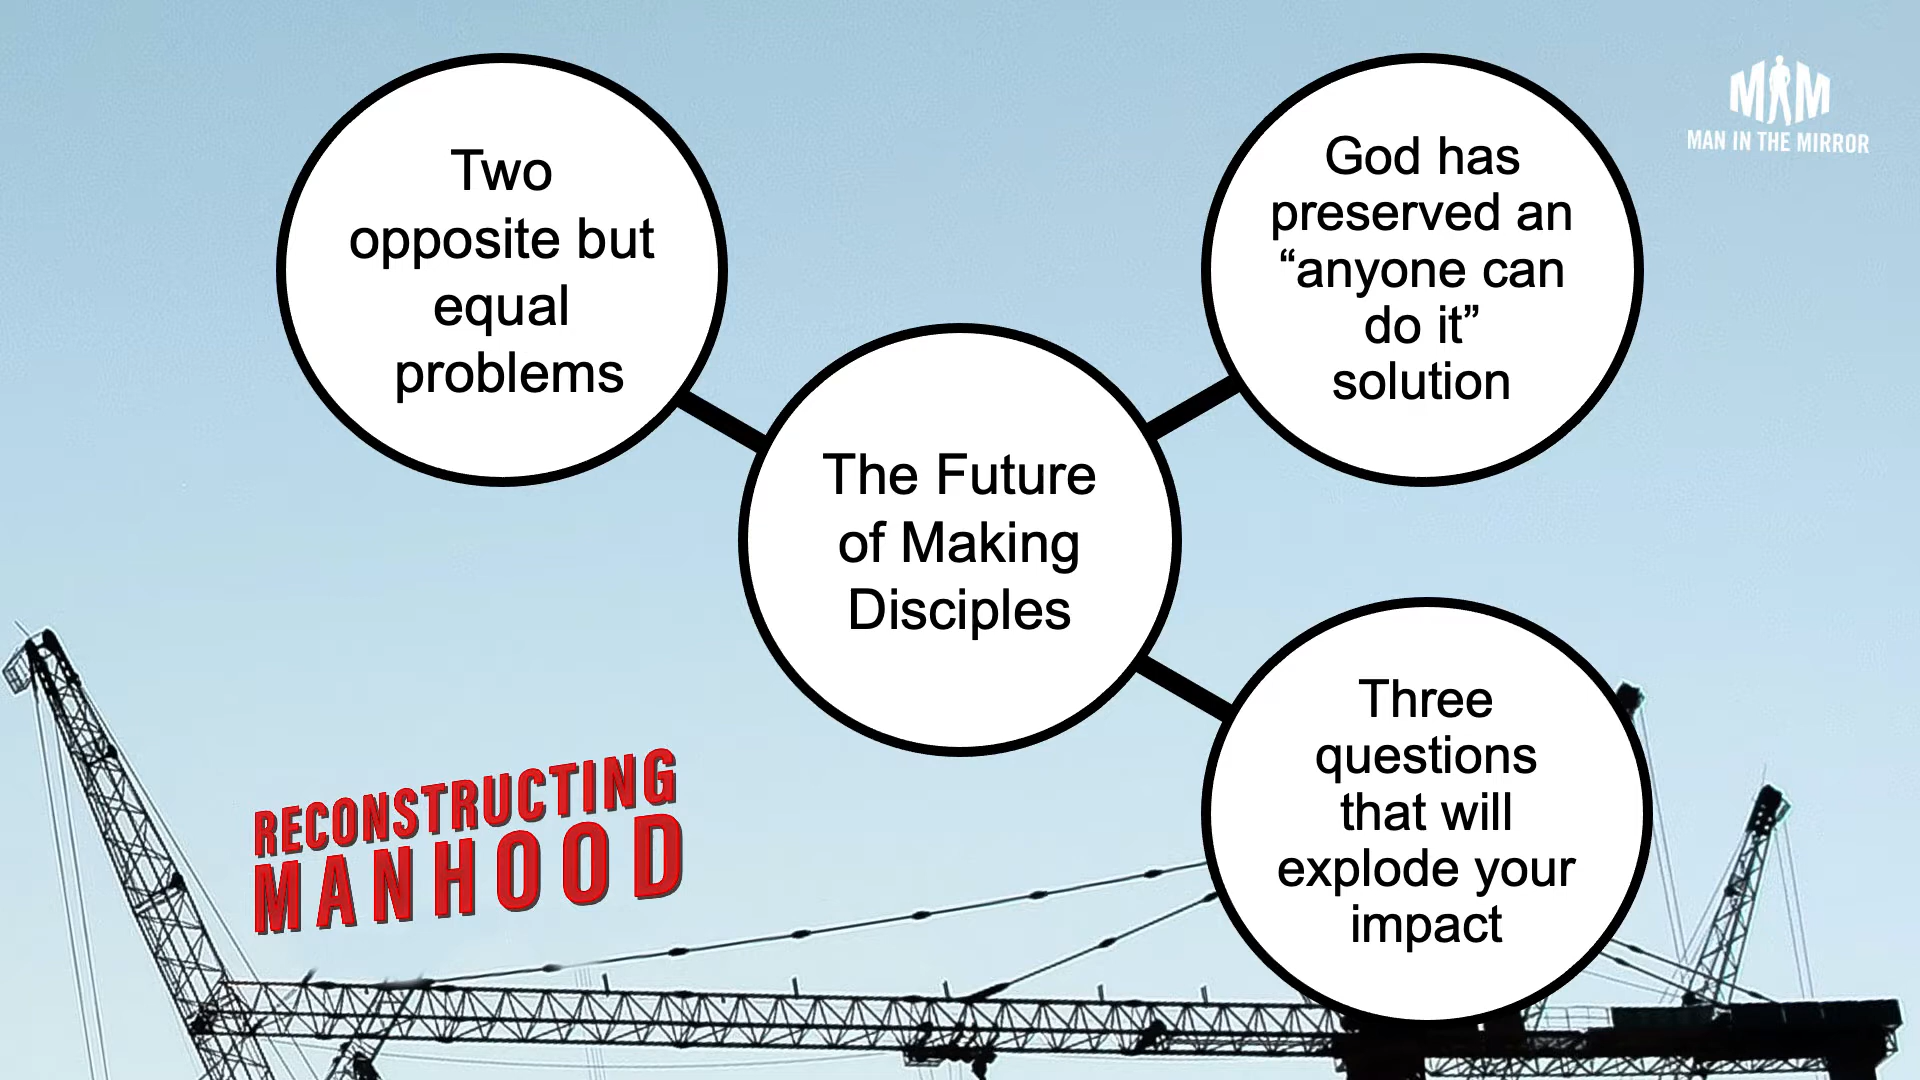 Two
opposite but
equal
problems
God has
preserved an
“anyone can
do it”
solution
MIM
MAN IN THE MIRROR
The Future
of Making
Disciples
Three
questions
that will
explode your
impact
RECONSTRUCTING
MANHOOD